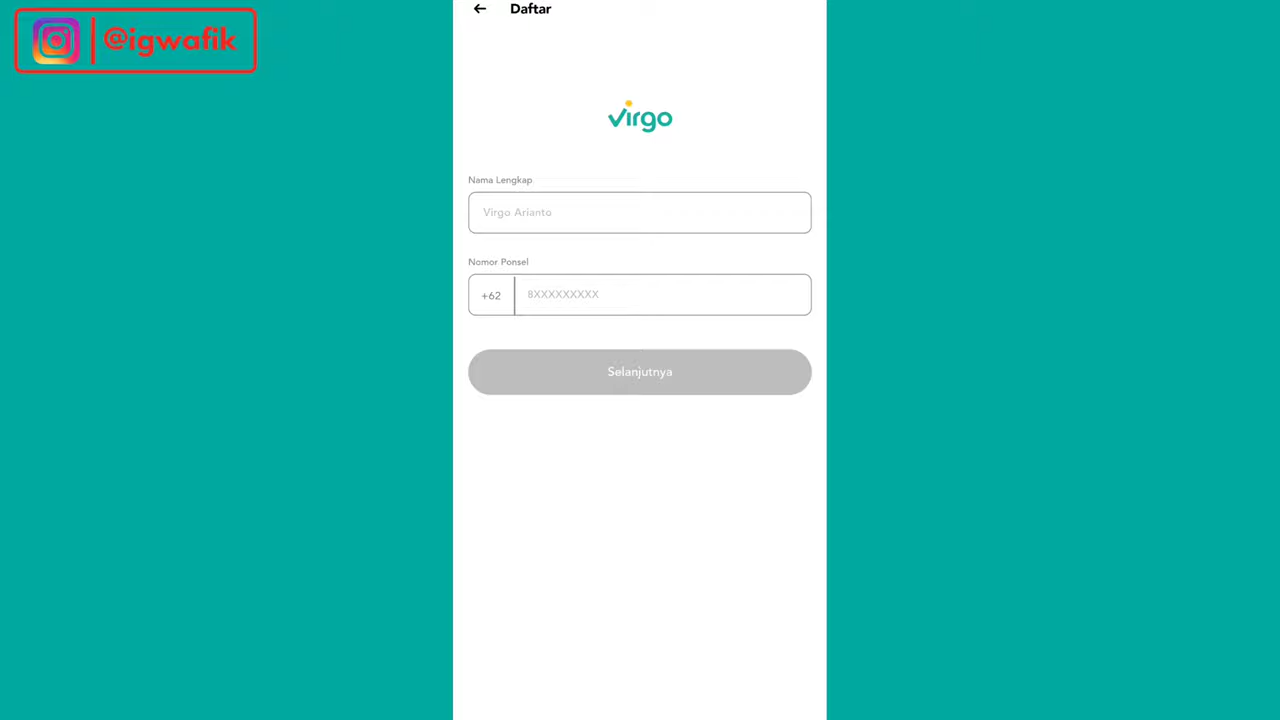 @igwafik
Daftar
virgo
Nama Lengkap
Virgo Arianto
Nomor Ponsel
+62 8XXXXXXXXX
Selanjutnya